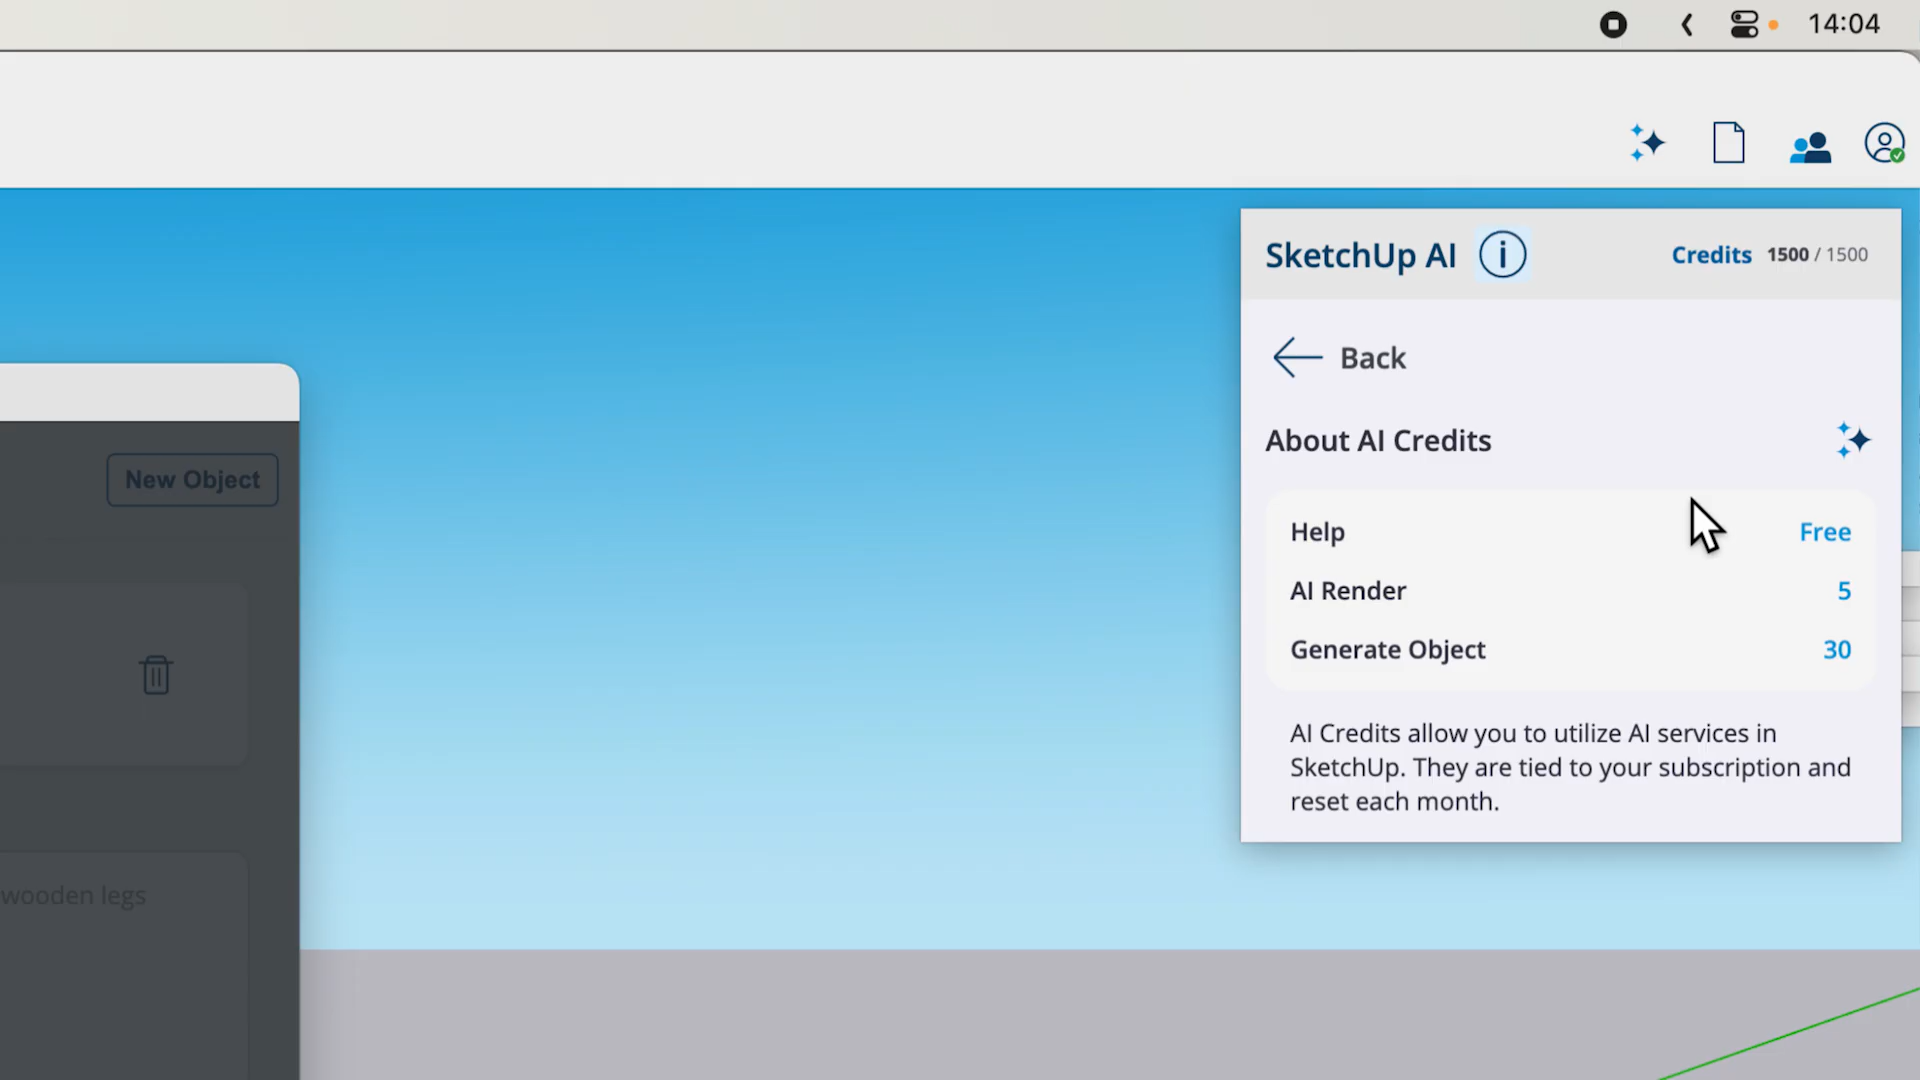 14:04
SketchUp AI i Credits 1500 / 1500
Back
About AI Credits
New Object
Help Free
AI Render 5
Generate Object 30
AI Credits allow you to utilize AI services in
SketchUp. They are tied to your subscription and
reset each month.
wooden legs